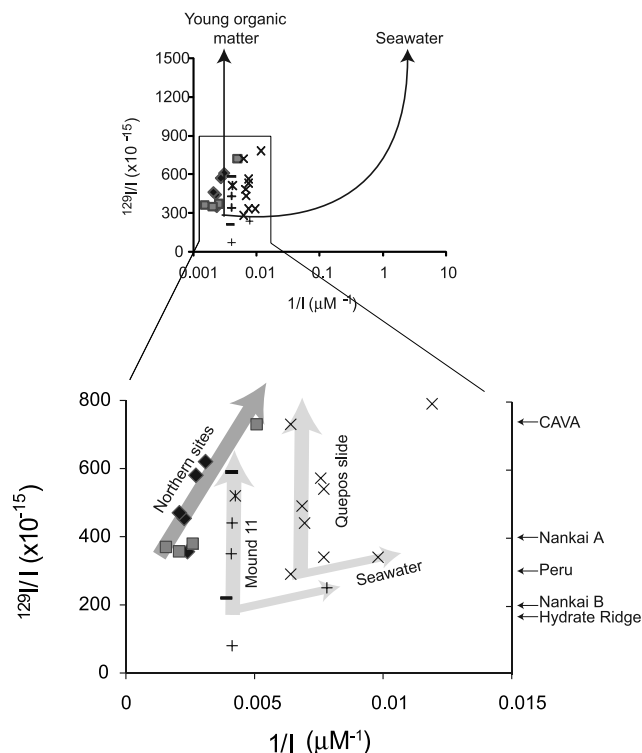 Young organic
matter
Seawater
1500
1200
900
600
300
0
129I/I (x10 -15)
0.001
0.01
0.1
1
10
1/I (μM-1)
800
600
400
200
0
129I/I (x10-15)
Northern sites
Mound 11
Quepos slide
Seawater
CAVA
Nankai A
Peru
Nankai B
Hydrate Ridge
0
0.005
0.01
0.015
1/I (μM-1)